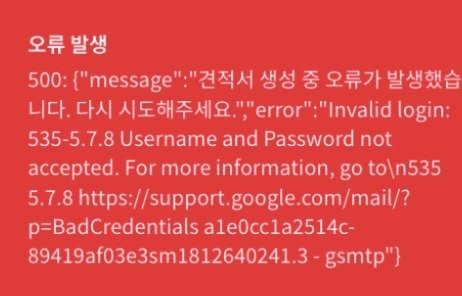 오류 발생
500: {"message":"견적서 생성 중 오류가 발생했습
니다. 다시 시도해주세요.","error":"Invalid login:
535-5.7.8 Username and Password not
accepted. For more information, go to\n535
5.7.8 https://support.google.com/mail/?
p=BadCredentials a1e0cc1a2514c-
89419af03e3sm1812640241.3 - gsmtp"}